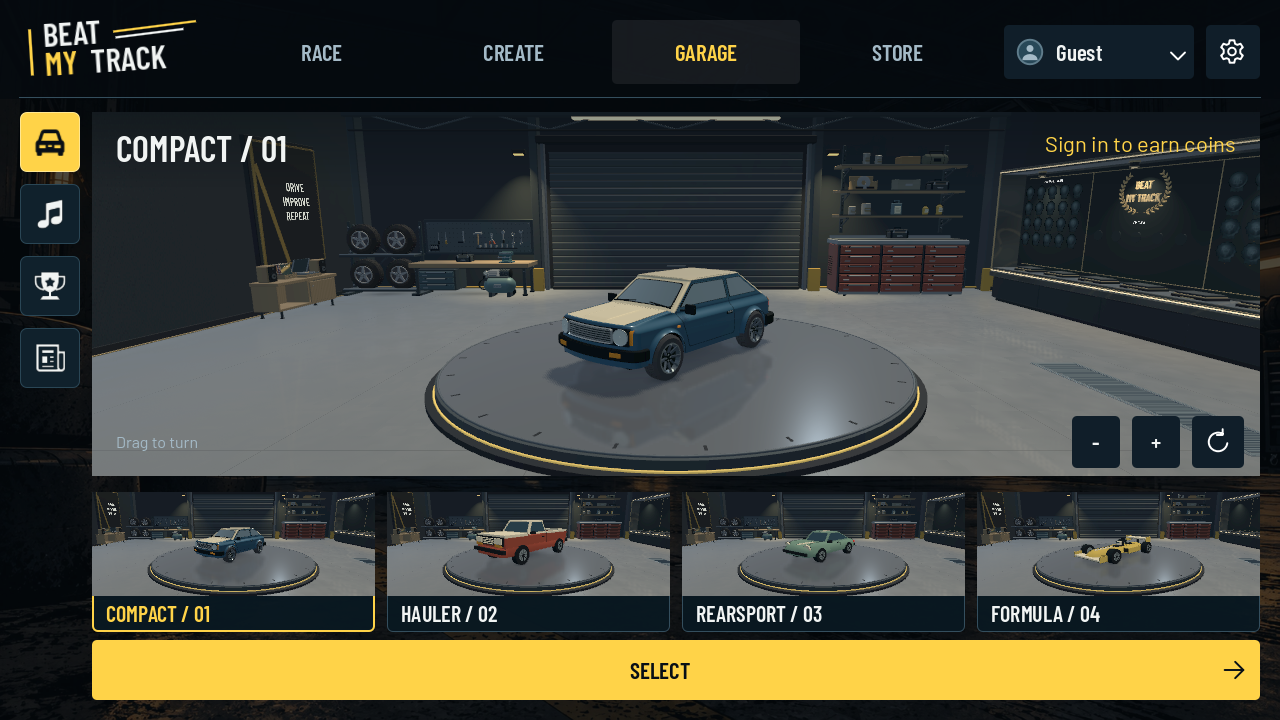 BEAT
MY TRACK
RACE
CREATE
GARAGE
STORE
Guest
COMPACT / 01
Sign in to earn coins
DRIVE
IMPROVE
REPEAT
BEAT
MY TRACK
Drag to turn
-
+
COMPACT / 01
HAULER / 02
REARSPORT / 03
FORMULA / 04
SELECT